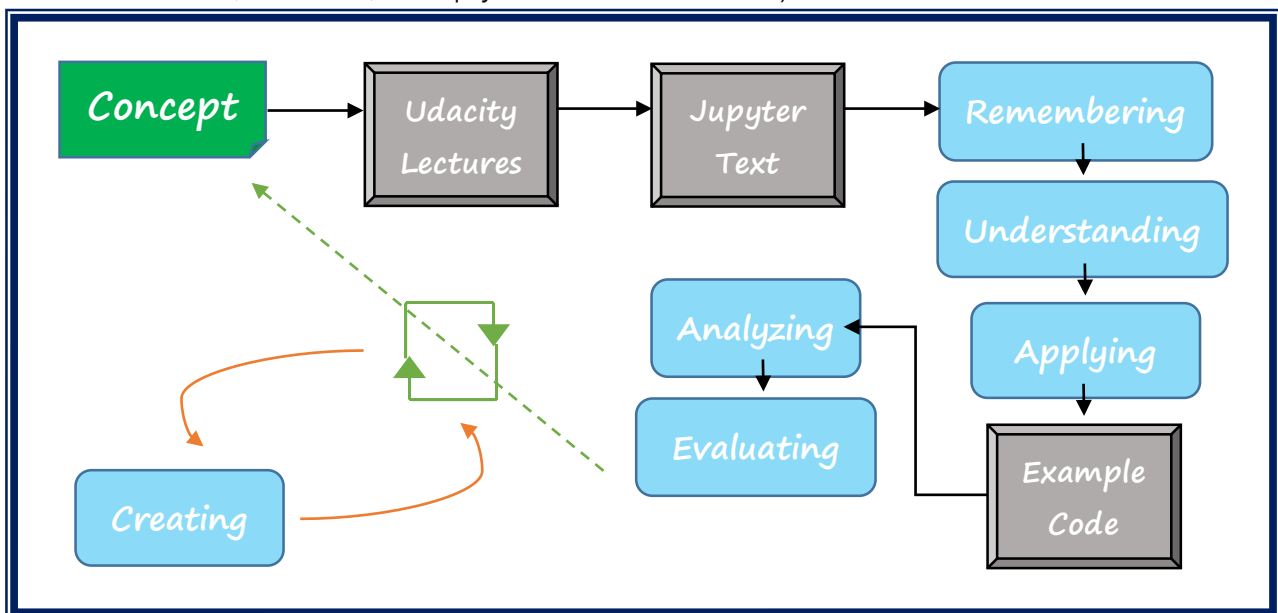 Concept
Udacity
Lectures
Jupyter
Text
Remembering
Understanding
Applying
Example
Code
Analyzing
Evaluating
Creating